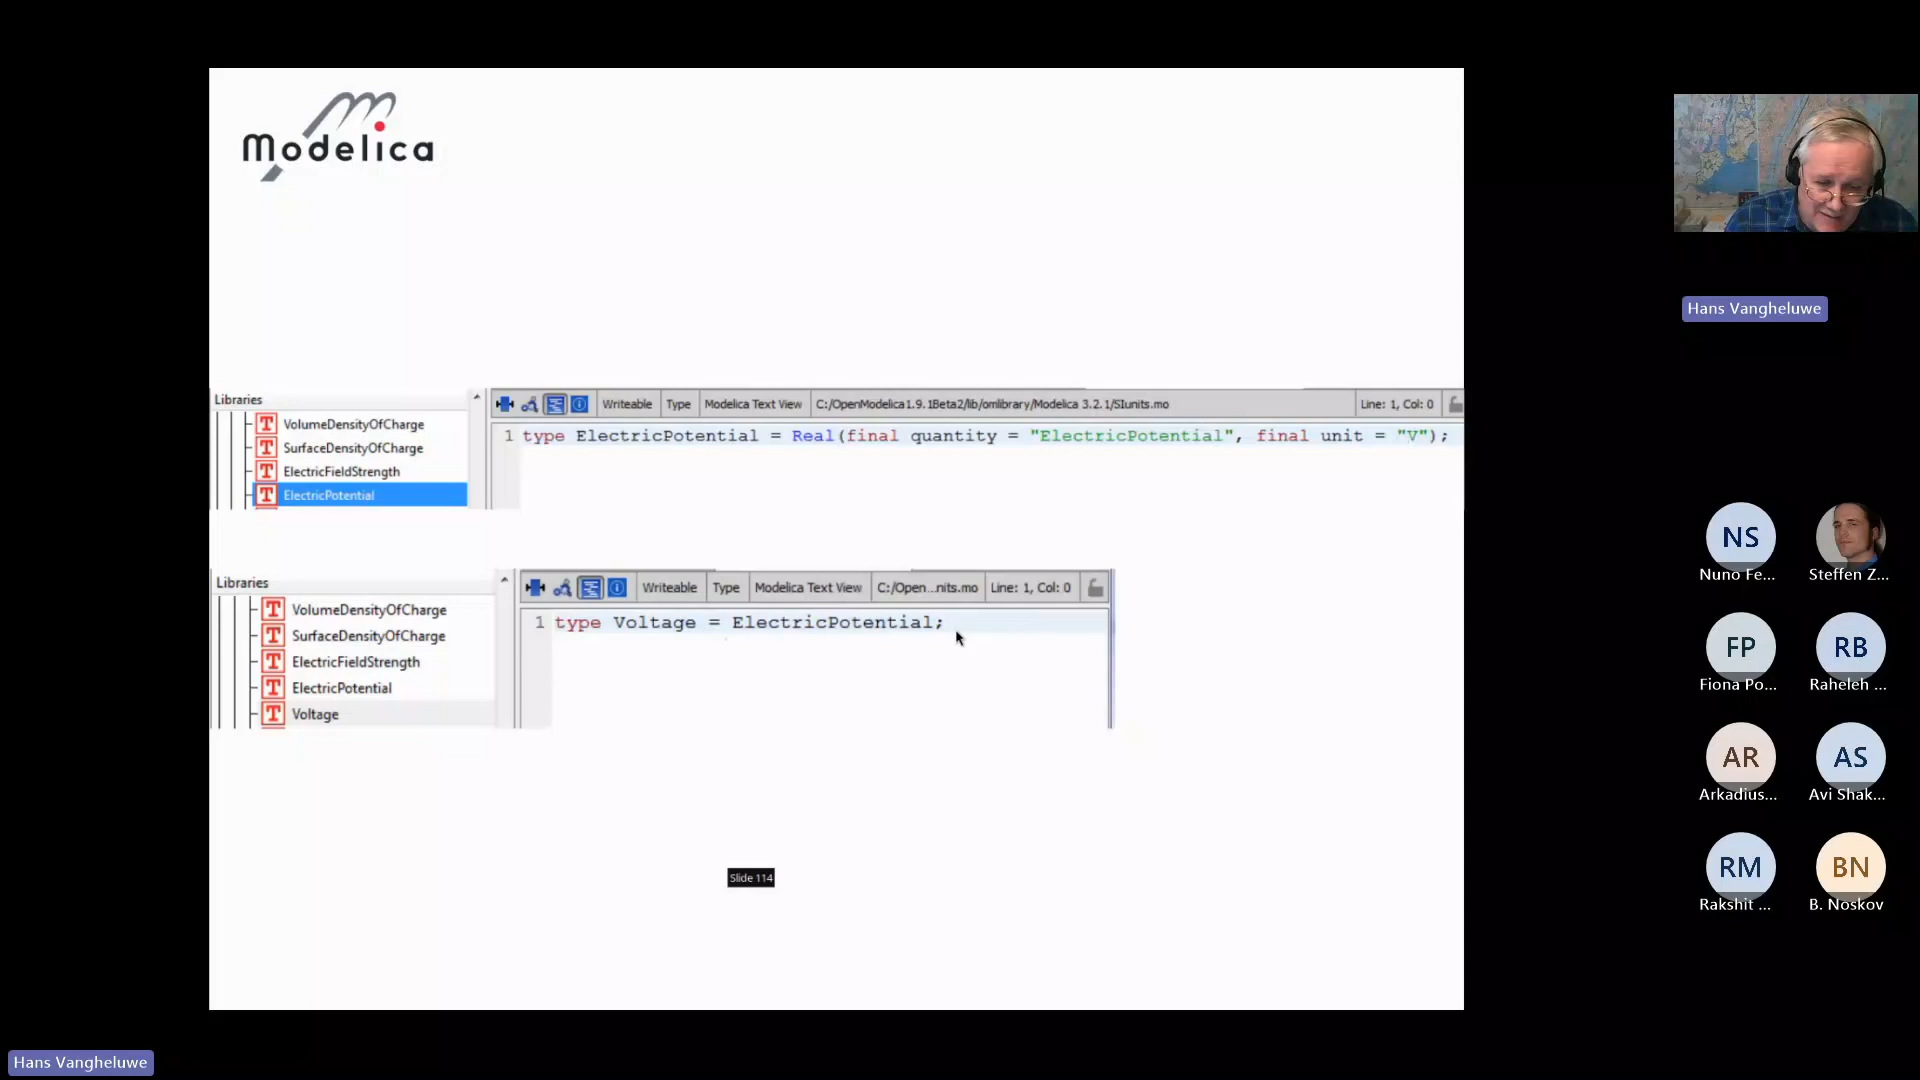 Modelica
Libraries
VolumeDensityOfCharge
SurfaceDensityOfCharge
ElectricFieldStrength
ElectricPotential
Writeable Type Modelica Text View C:/OpenModelica1.9.1Beta2/lib/omlibrary/Modelica 3.2.1/SIunits.mo Line: 1, Col: 0
1 type ElectricPotential = Real(final quantity = "ElectricPotential", final unit = "V");
Libraries
VolumeDensityOfCharge
SurfaceDensityOfCharge
ElectricFieldStrength
ElectricPotential
Voltage
Writeable Type Modelica Text View C:/Open...nits.mo Line: 1, Col: 0
1 type Voltage = ElectricPotential;
Slide 114
Hans Vangheluwe
NS
Nuno Fe... Steffen Z...
FP RB
Fiona Po... Raheleh ...
AR AS
Arkadius... Avi Shak...
RM BN
Rakshit ... B. Noskov
Hans Vangheluwe